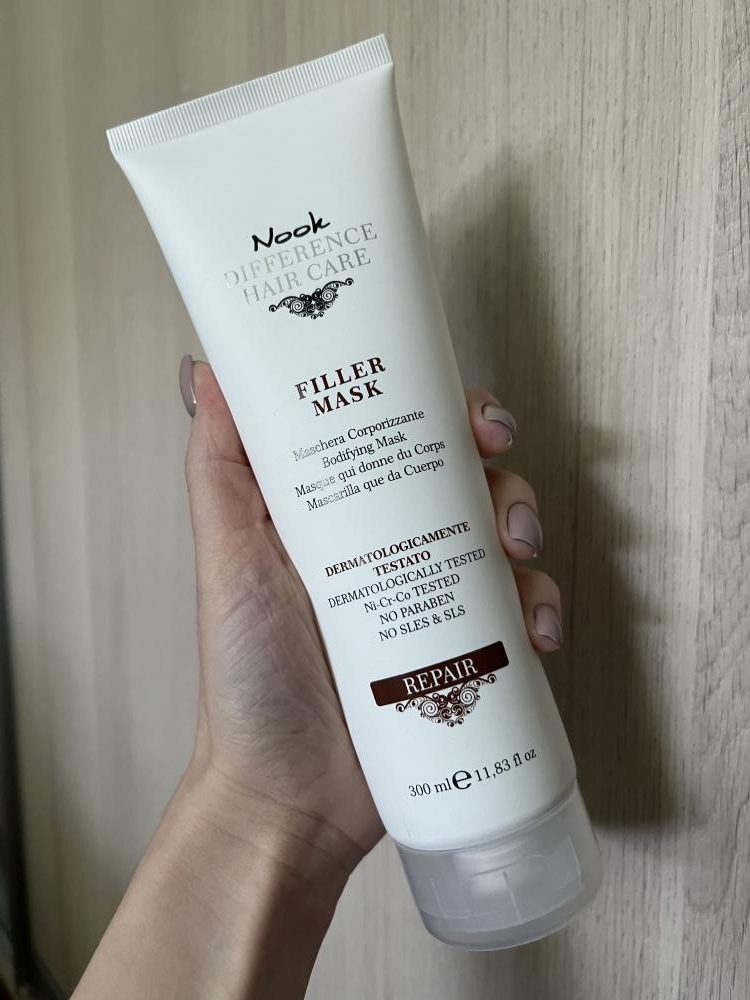 Nook
DIFFERENCE
HAIR CARE
FILLER
MASK
Maschera Corporizzante
Bodifying Mask
Masque qui donne du Corps
Mascarilla que da Cuerpo
DERMATOLOGICAMENTE
TESTATO
DERMATOLOGICALLY TESTED
Ni-Cr-Co TESTED
NO PARABEN
NO SLES & SLS
REPAIR
300 ml ℮ 11,83 fl oz